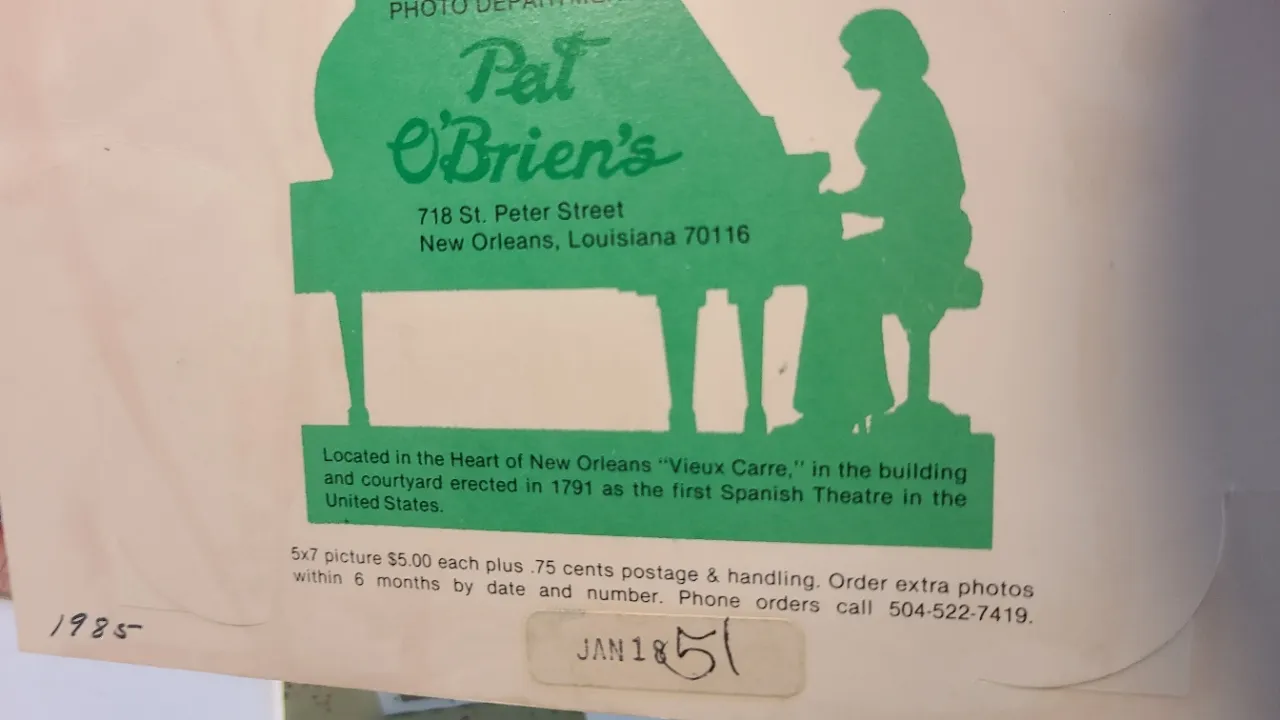 PHOTO DEPARTMENT
Pat
O'Brien's
718 St. Peter Street
New Orleans, Louisiana 70116
Located in the Heart of New Orleans "Vieux Carre," in the building
and courtyard erected in 1791 as the first Spanish Theatre in the
United States.
5x7 picture $5.00 each plus .75 cents postage & handling. Order extra photos
within 6 months by date and number. Phone orders call 504-522-7419.
1985
JAN 18 51